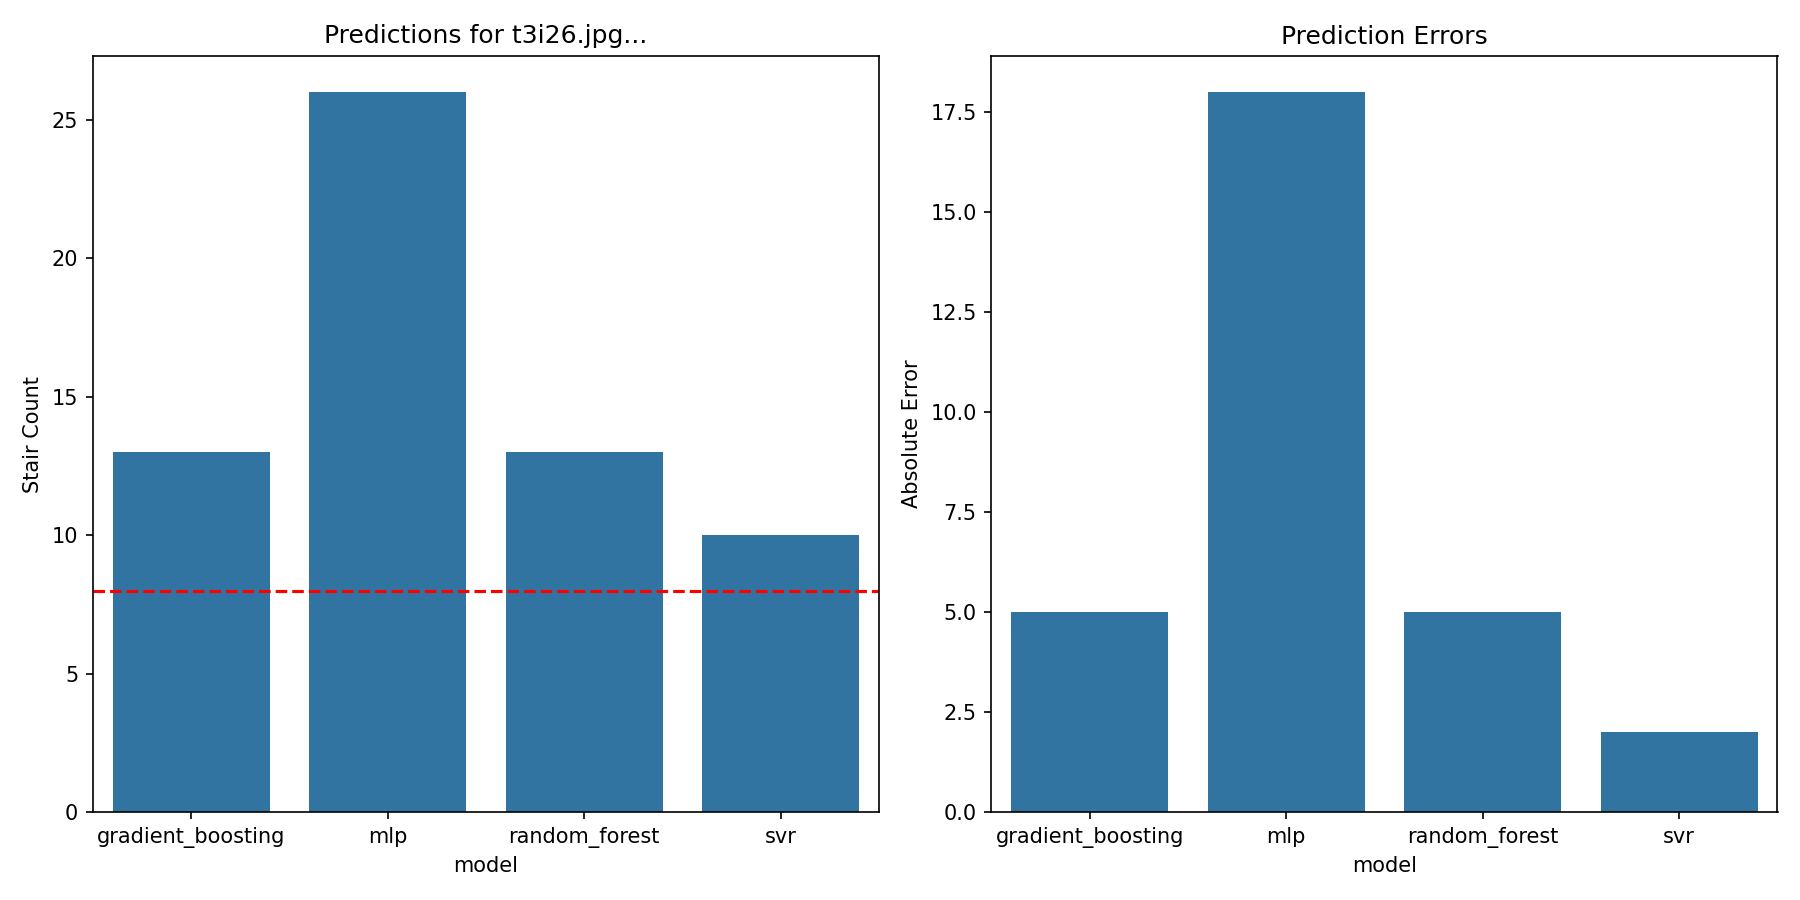 Predictions for t3i26.jpg...
Stair Count
25
20
15
10
5
0
gradient_boosting mlp random_forest svr
model
Prediction Errors
Absolute Error
17.5
15.0
12.5
10.0
7.5
5.0
2.5
0.0
gradient_boosting mlp random_forest svr
model